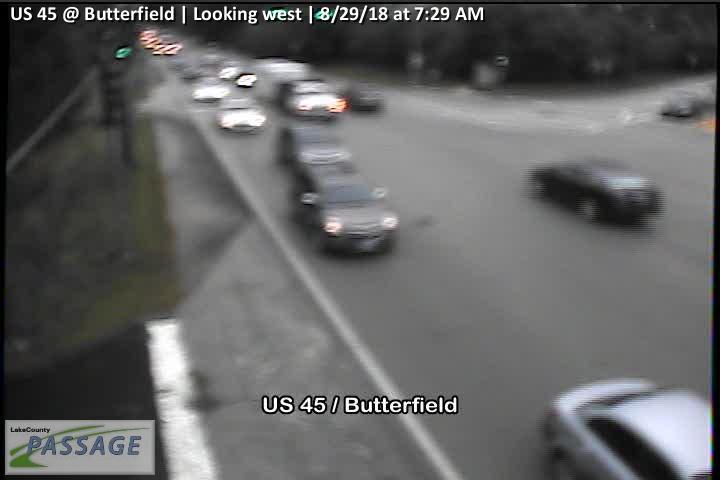 US 45 @ Butterfield | Looking west | 8/29/18 at 7:29 AM
US 45 / Butterfield
LakeCounty
PASSAGE